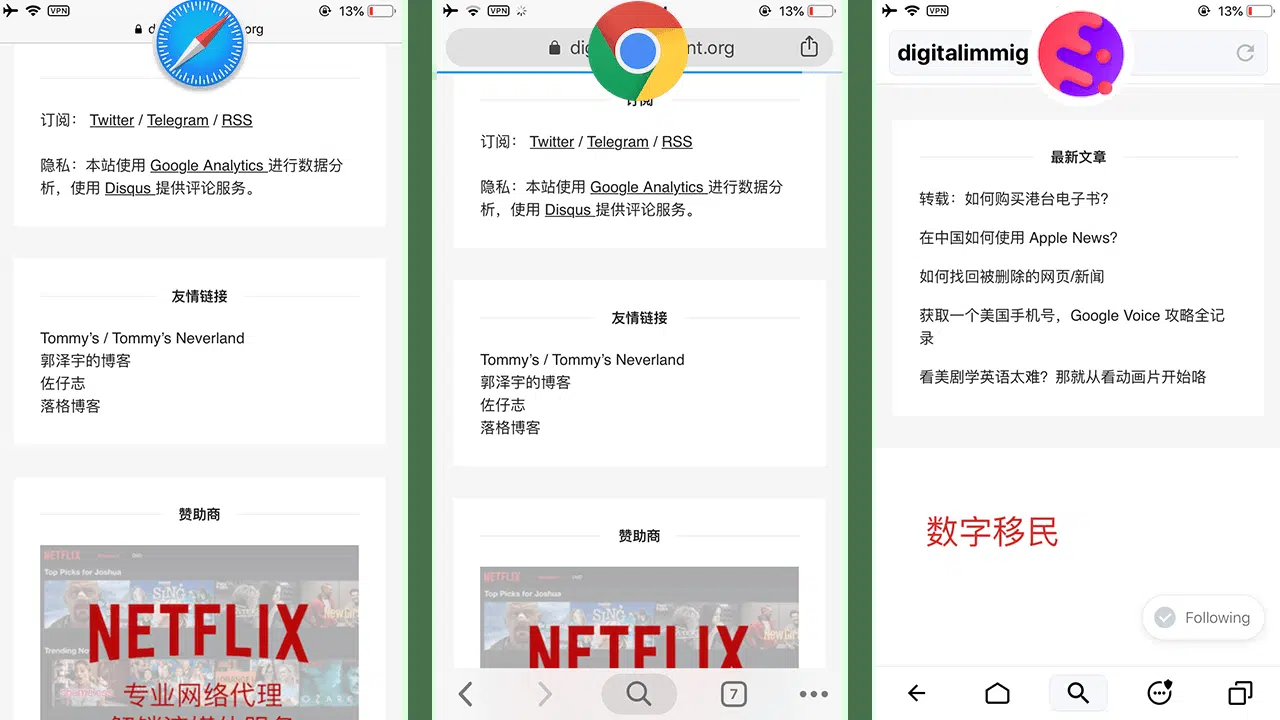 VPN
13%
org
订阅： Twitter / Telegram / RSS
隐私：本站使用 Google Analytics 进行数据分
析，使用 Disqus 提供评论服务。
友情链接
Tommy’s / Tommy’s Neverland
郭泽宇的博客
佐仔志
落格博客
赞助商
NETFLIX
Top Picks for Joshua
SING
NETFLIX
专业网络代理
VPN
13%
nt.org
订阅
订阅： Twitter / Telegram / RSS
隐私：本站使用 Google Analytics 进行数据分
析，使用 Disqus 提供评论服务。
友情链接
Tommy’s / Tommy’s Neverland
郭泽宇的博客
佐仔志
落格博客
赞助商
NETFLIX
Top Picks for Joshua
SING
NETFLIX
7
VPN
13%
digitalimmig
最新文章
转载：如何购买港台电子书？
在中国如何使用 Apple News？
如何找回被删除的网页/新闻
获取一个美国手机号，Google Voice 攻略全记
录
看美剧学英语太难？那就从看动画片开始咯
数字移民
Following